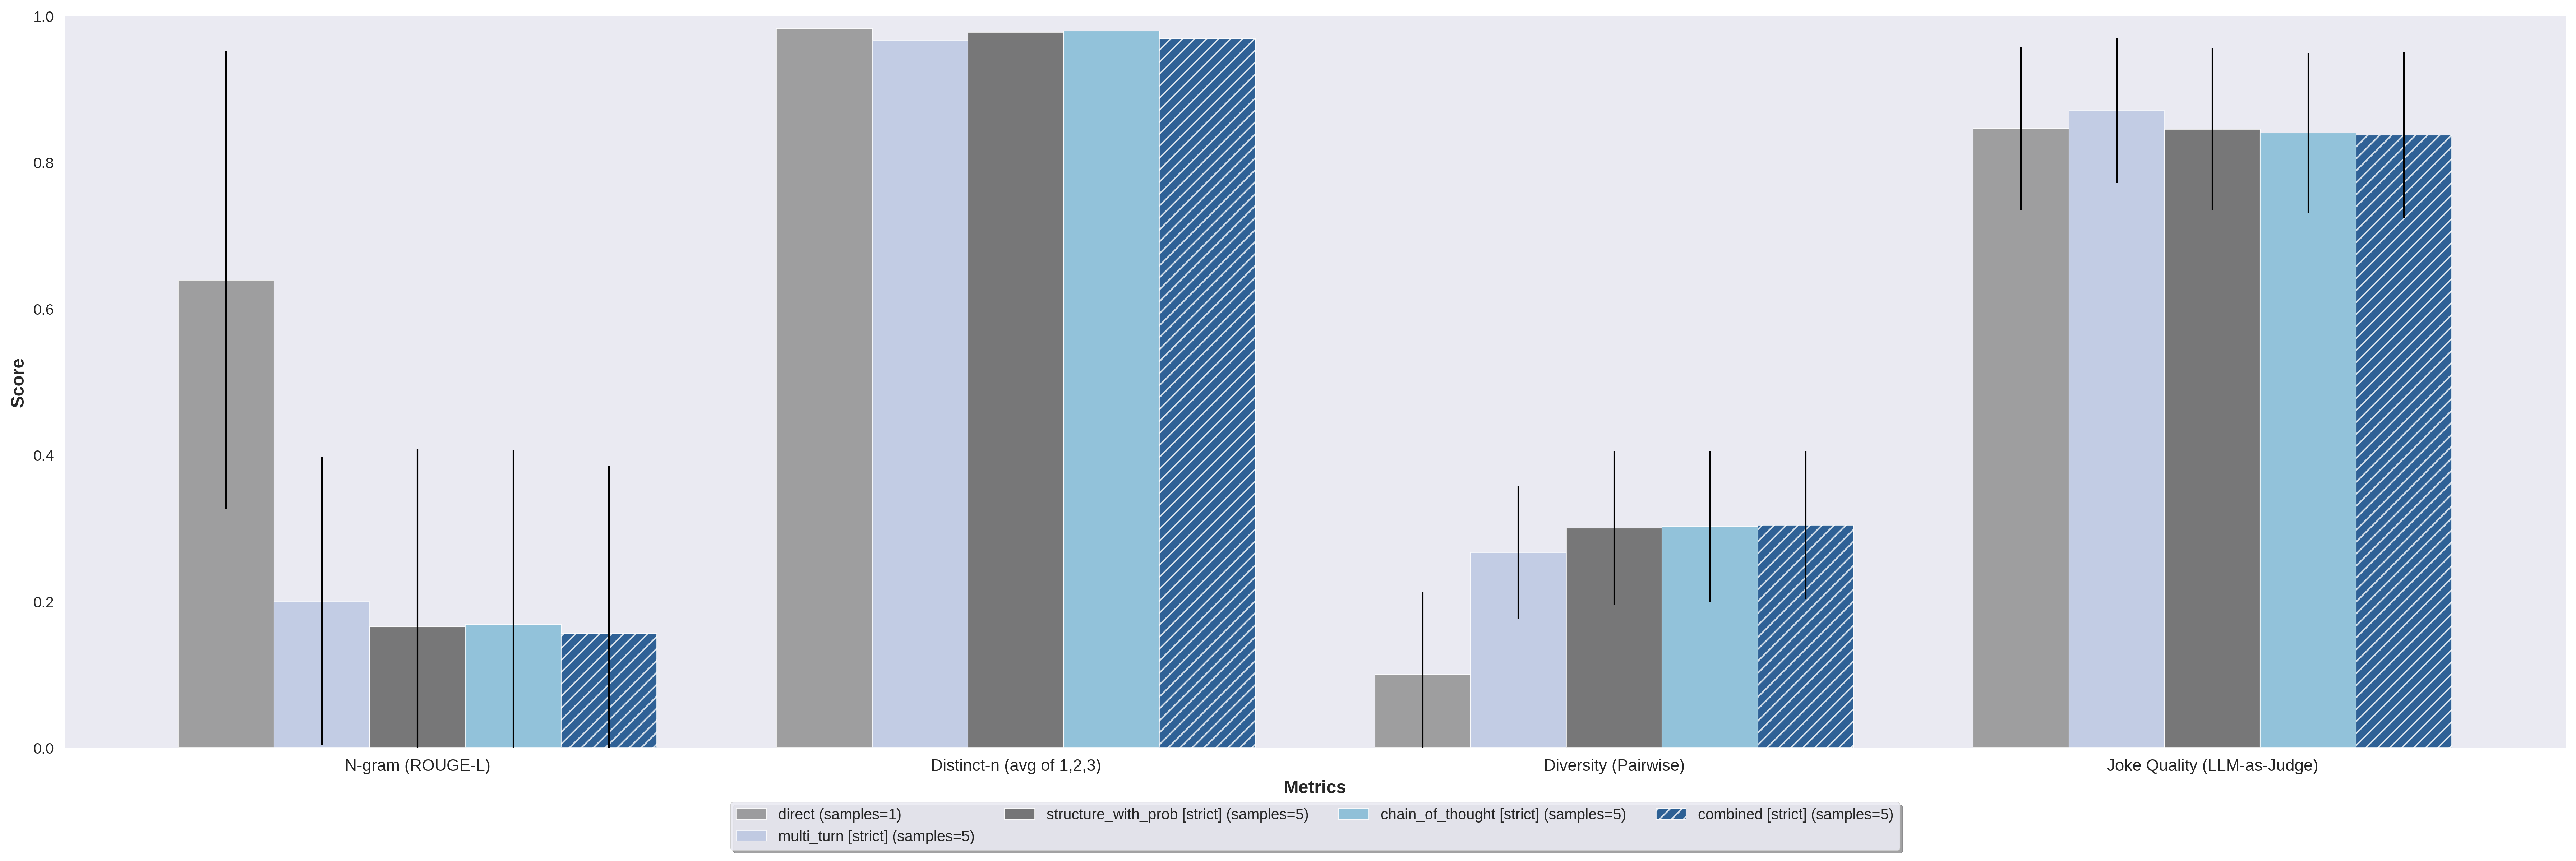 1.0
0.8
0.6
0.4
0.2
0.0
Score
N-gram (ROUGE-L)
Distinct-n (avg of 1,2,3)
Diversity (Pairwise)
Joke Quality (LLM-as-Judge)
Metrics
direct (samples=1)
multi_turn [strict] (samples=5)
structure_with_prob [strict] (samples=5)
chain_of_thought [strict] (samples=5)
combined [strict] (samples=5)